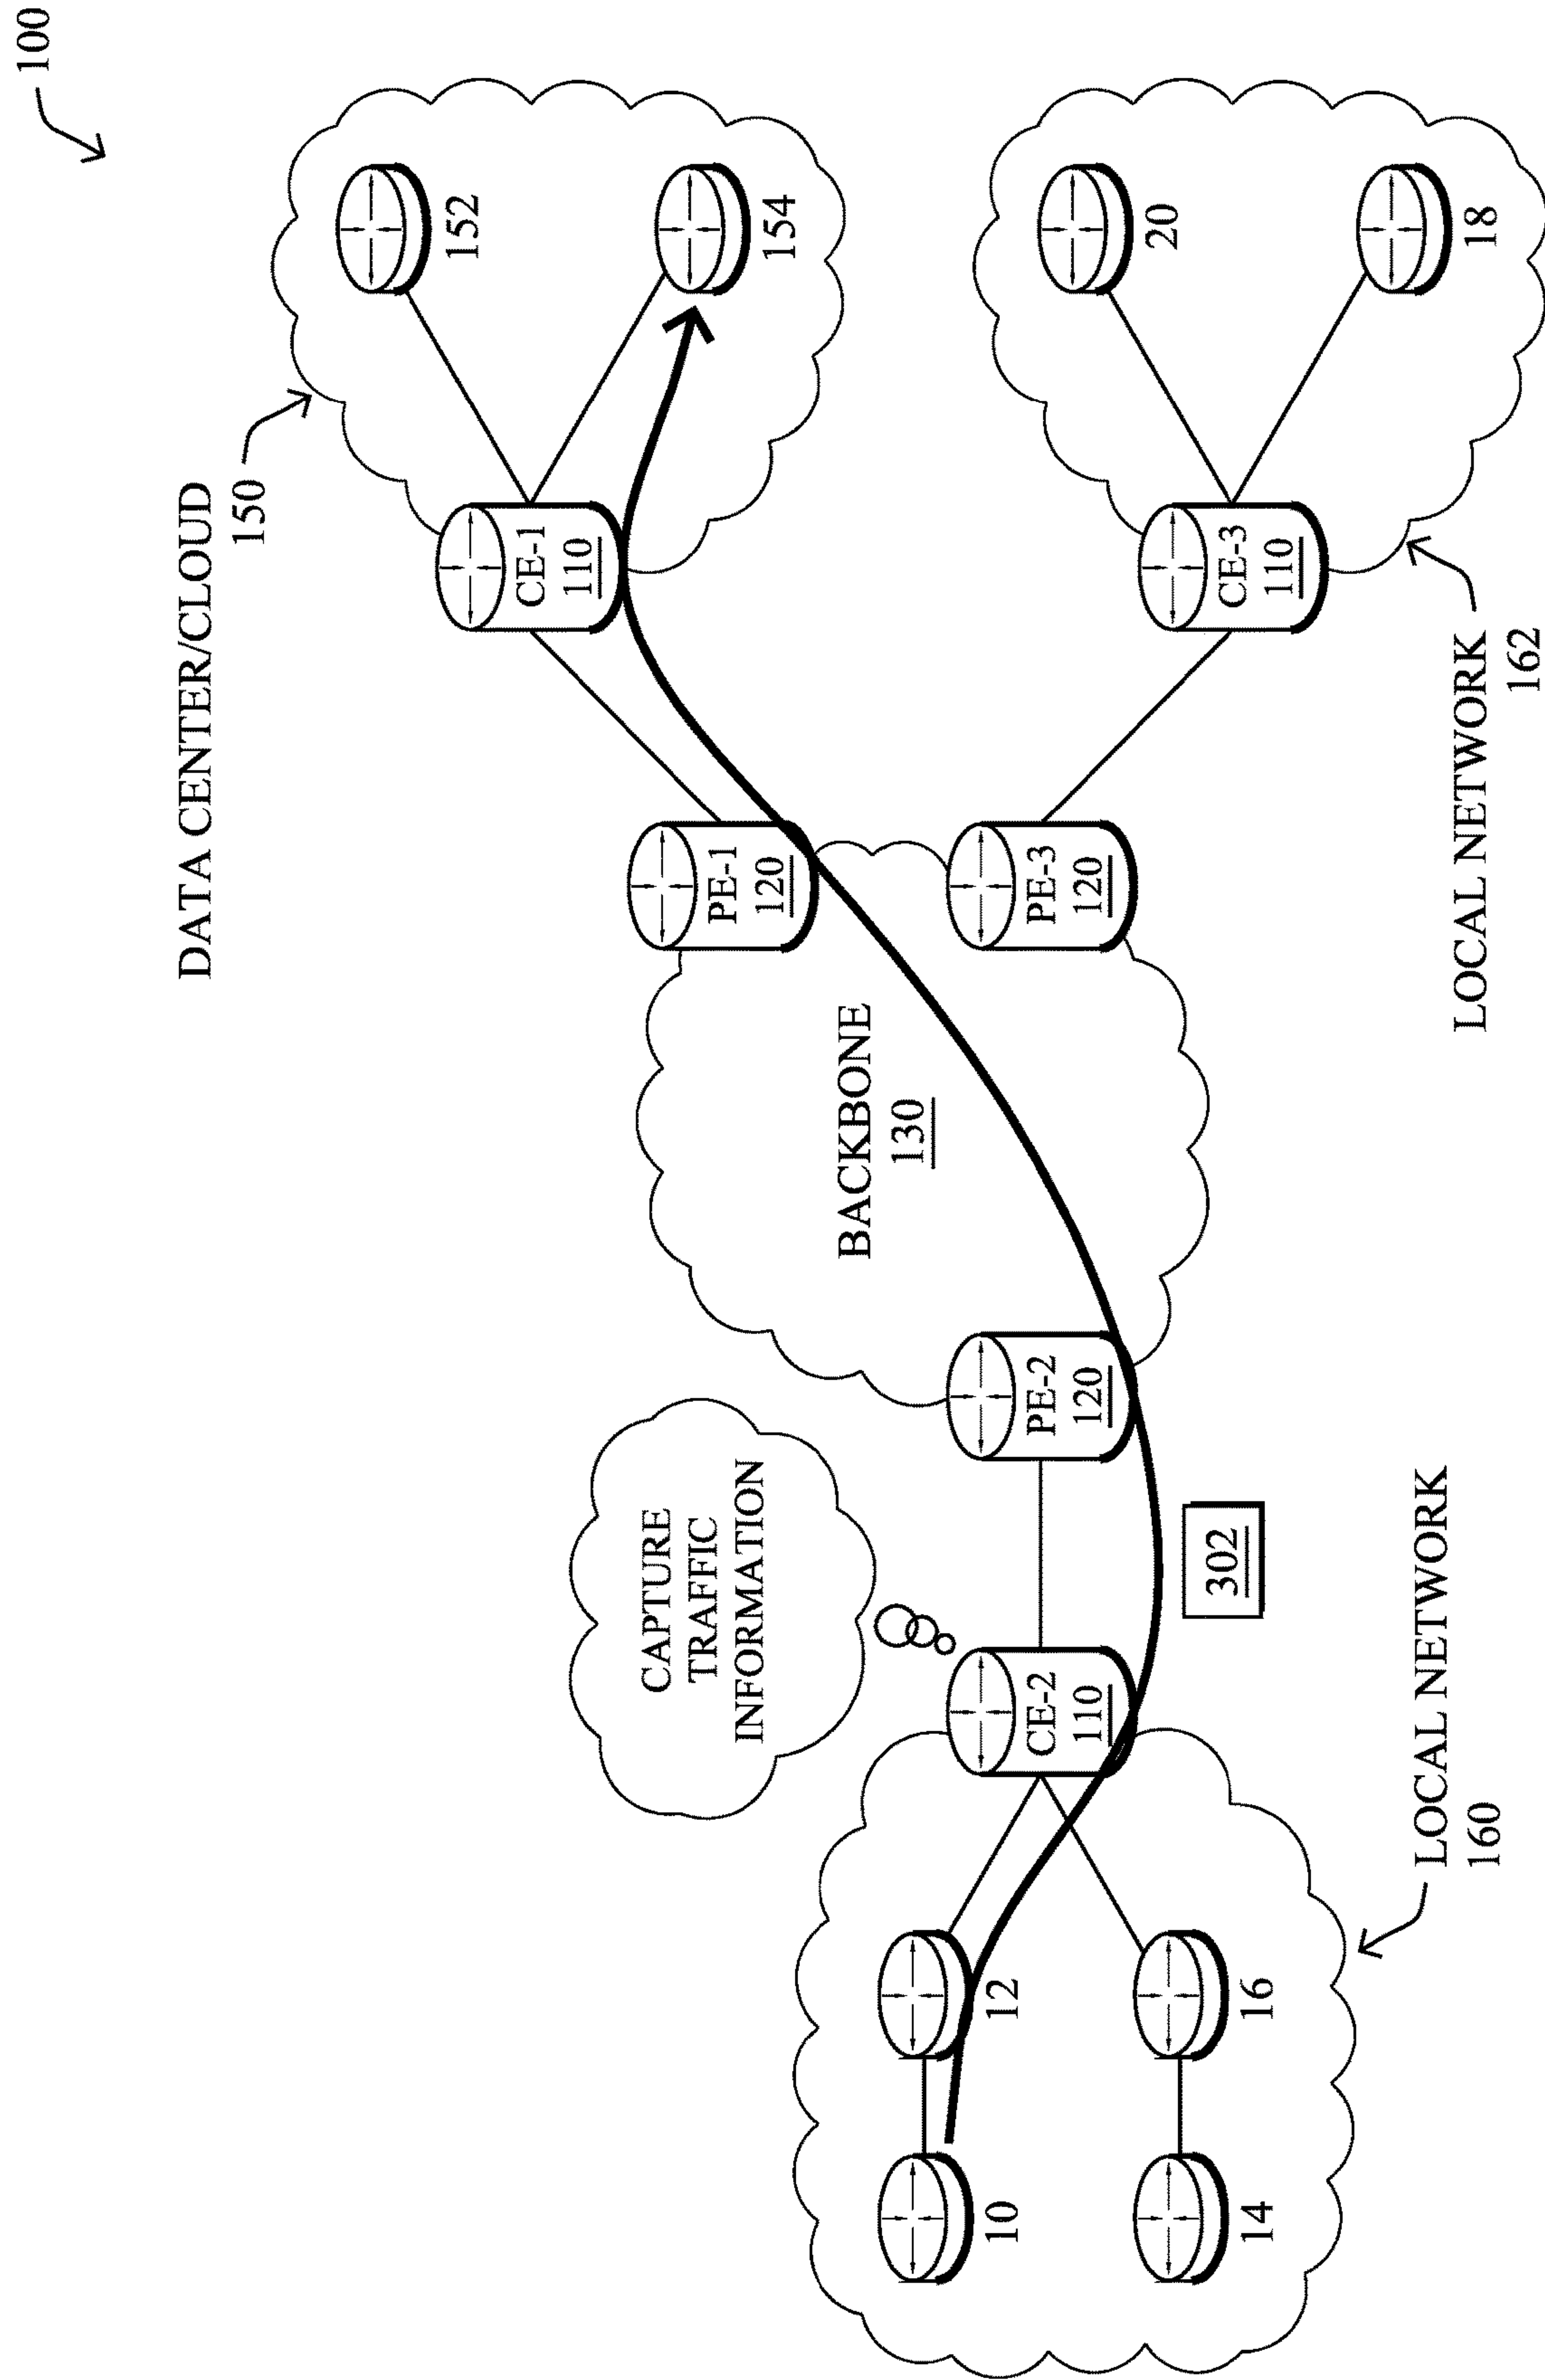 100
DATA CENTER/CLOUD
150
152
154
CE-1
110
PE-1
120
BACKBONE
130
PE-3
120
CE-3
110
20
18
LOCAL NETWORK
162
CAPTURE
TRAFFIC
INFORMATION
PE-2
120
302
CE-2
110
10
12
14
16
LOCAL NETWORK
160